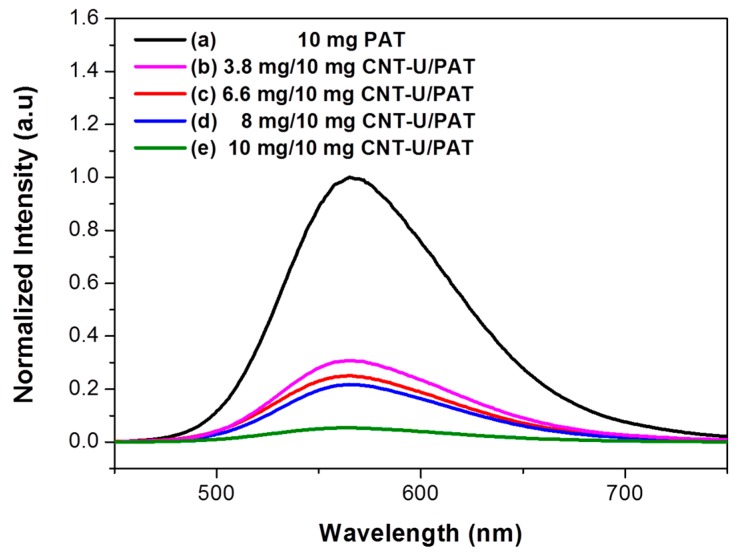 1.6
1.4
1.2
1.0
0.8
0.6
0.4
0.2
0.0
Normalized Intensity (a.u)
(a) 10 mg PAT
(b) 3.8 mg/10 mg CNT-U/PAT
(c) 6.6 mg/10 mg CNT-U/PAT
(d) 8 mg/10 mg CNT-U/PAT
(e) 10 mg/10 mg CNT-U/PAT
500 600 700
Wavelength (nm)